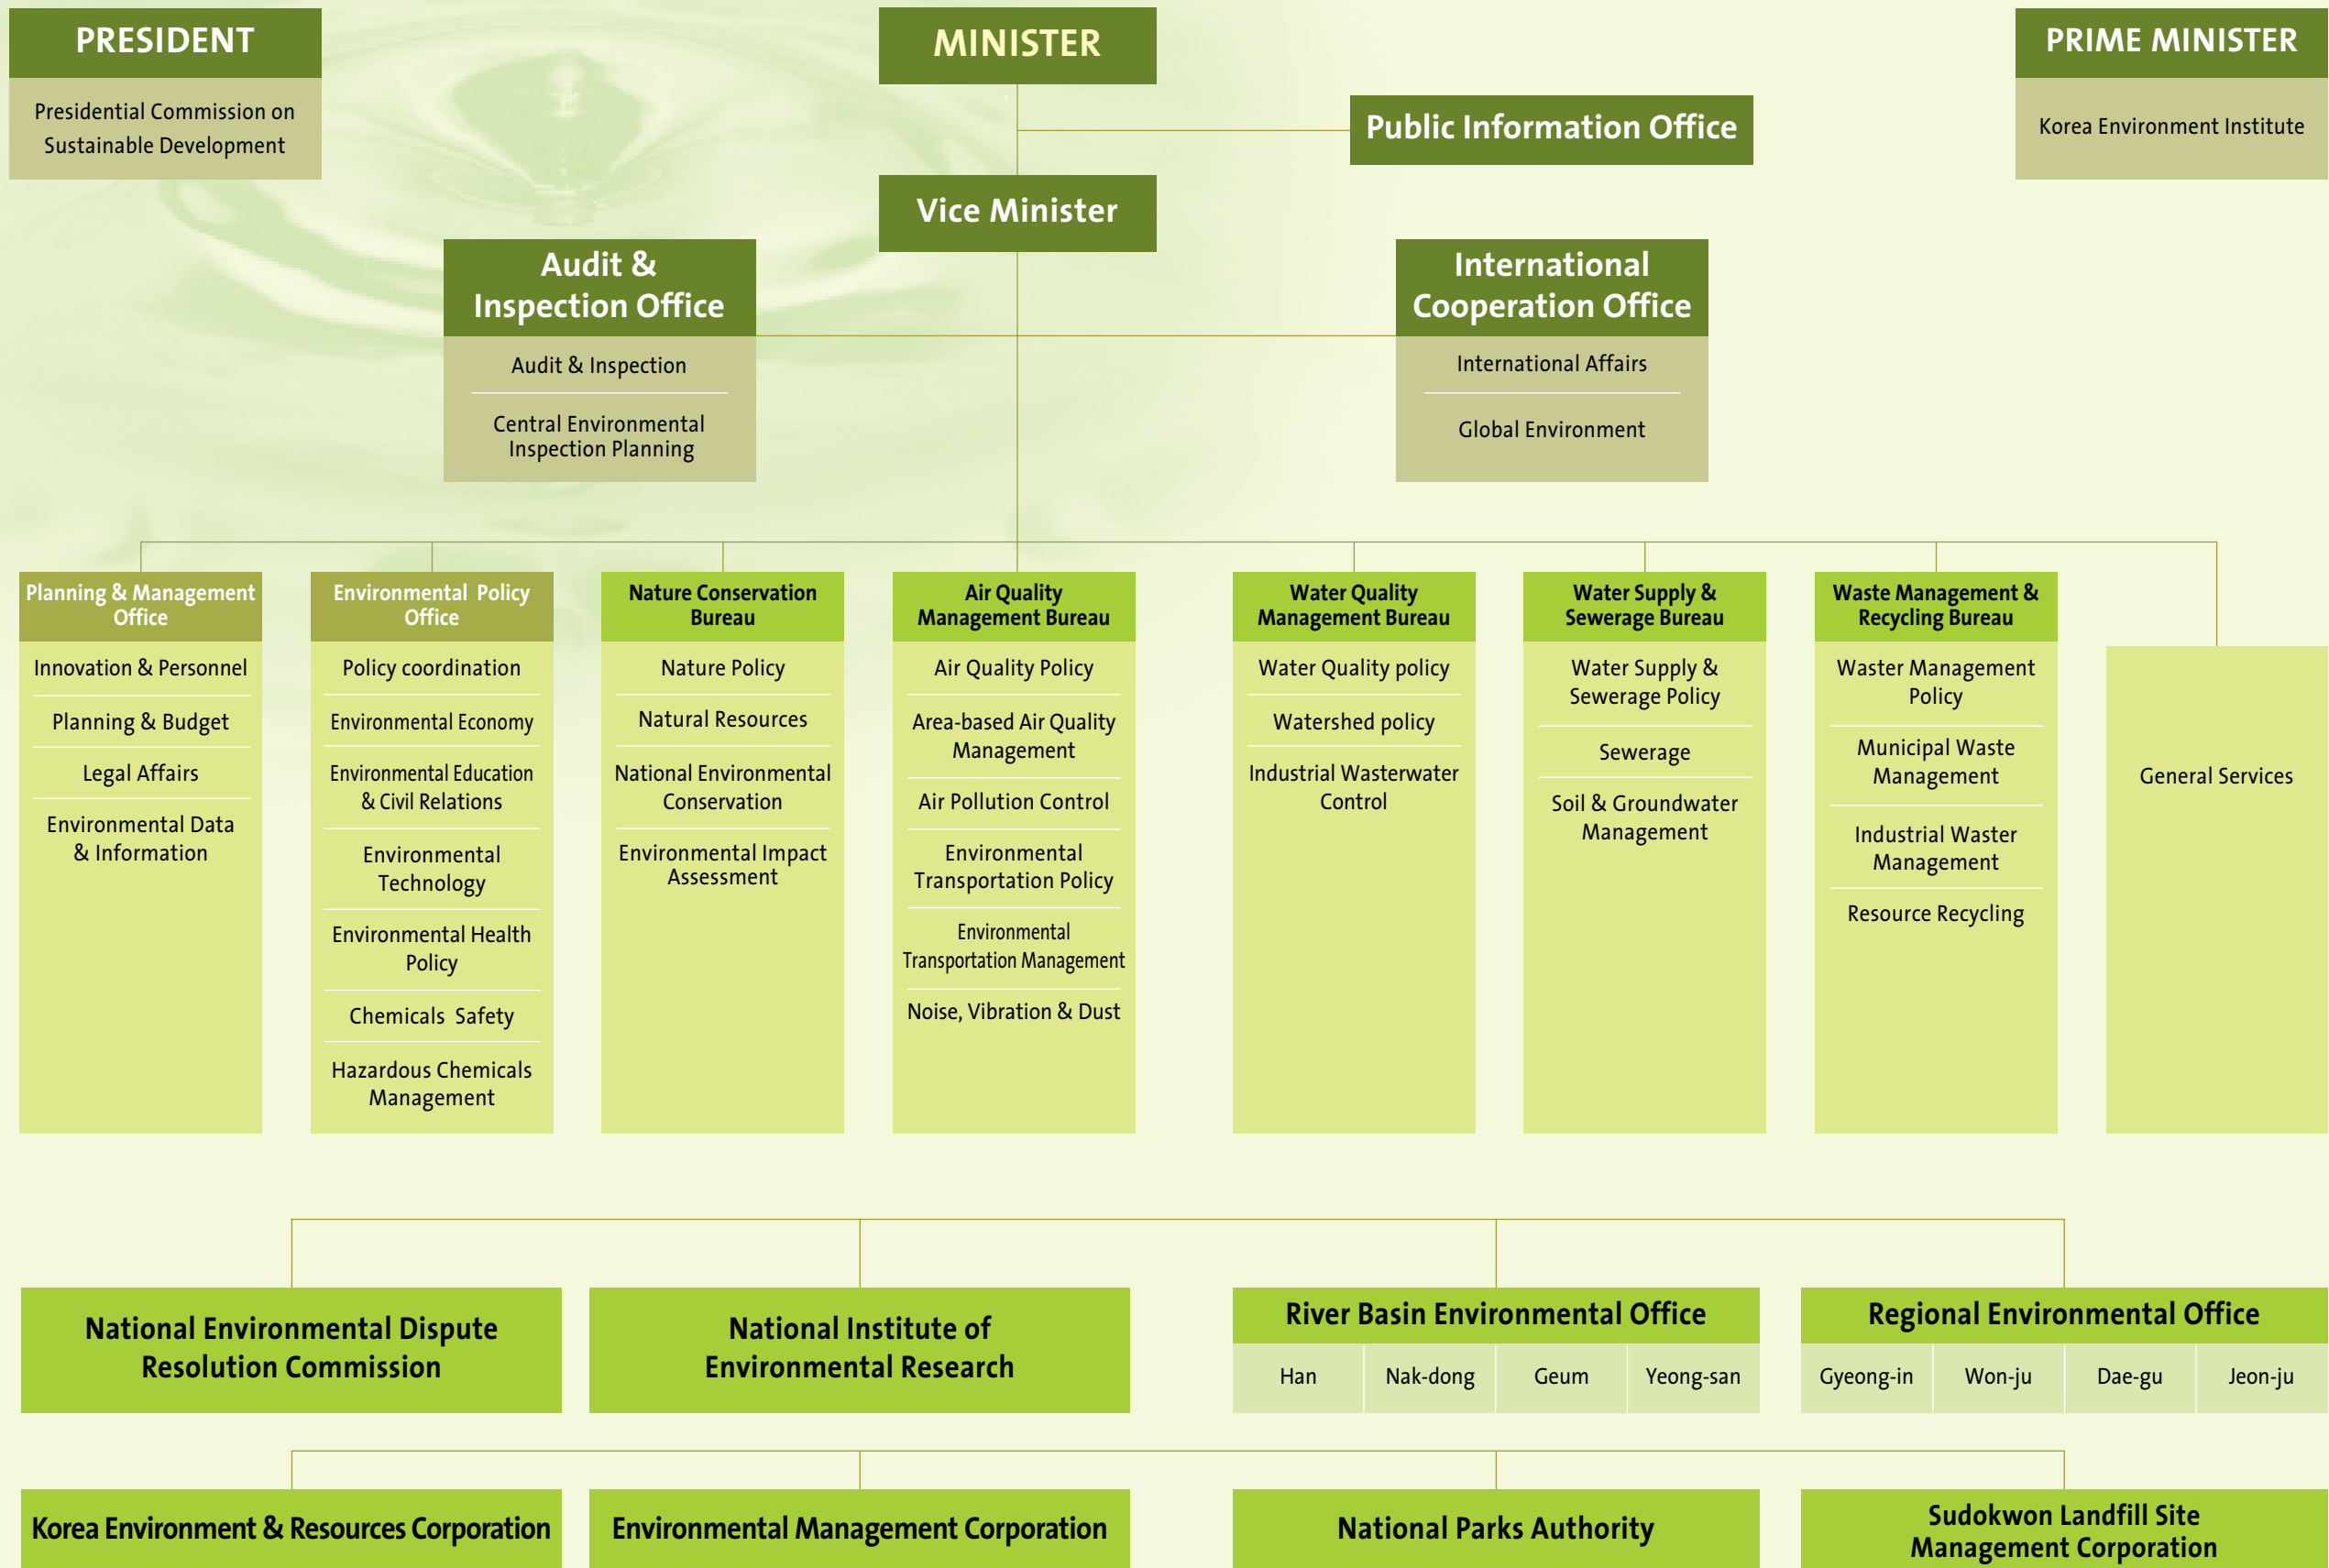 PRESIDENT
Presidential Commission on
Sustainable Development
MINISTER
PRIME MINISTER
Korea Environment Institute
Public Information Office
Vice Minister
Audit &
Inspection Office
Audit & Inspection
Central Environmental
Inspection Planning
International
Cooperation Office
International Affairs
Global Environment
Planning & Management
Office
Innovation & Personnel
Planning & Budget
Legal Affairs
Environmental Data
& Information
Environmental Policy
Office
Policy coordination
Environmental Economy
Environmental Education
& Civil Relations
Environmental
Technology
Environmental Health
Policy
Chemicals Safety
Hazardous Chemicals
Management
Nature Conservation
Bureau
Nature Policy
Natural Resources
National Environmental
Conservation
Environmental Impact
Assessment
Air Quality
Management Bureau
Air Quality Policy
Area-based Air Quality
Management
Air Pollution Control
Environmental
Transportation Policy
Environmental
Transportation Management
Noise, Vibration & Dust
Water Quality
Management Bureau
Water Quality policy
Watershed policy
Industrial Wasterwater
Control
Water Supply &
Sewerage Bureau
Water Supply &
Sewerage Policy
Sewerage
Soil & Groundwater
Management
Waste Management &
Recycling Bureau
Waster Management
Policy
Municipal Waste
Management
Industrial Waster
Management
Resource Recycling
General Services
National Environmental Dispute
Resolution Commission
National Institute of
Environmental Research
River Basin Environmental Office
Han
Nak-dong
Geum
Yeong-san
Regional Environmental Office
Gyeong-in
Won-ju
Dae-gu
Jeon-ju
Korea Environment & Resources Corporation
Environmental Management Corporation
National Parks Authority
Sudokwon Landfill Site
Management Corporation